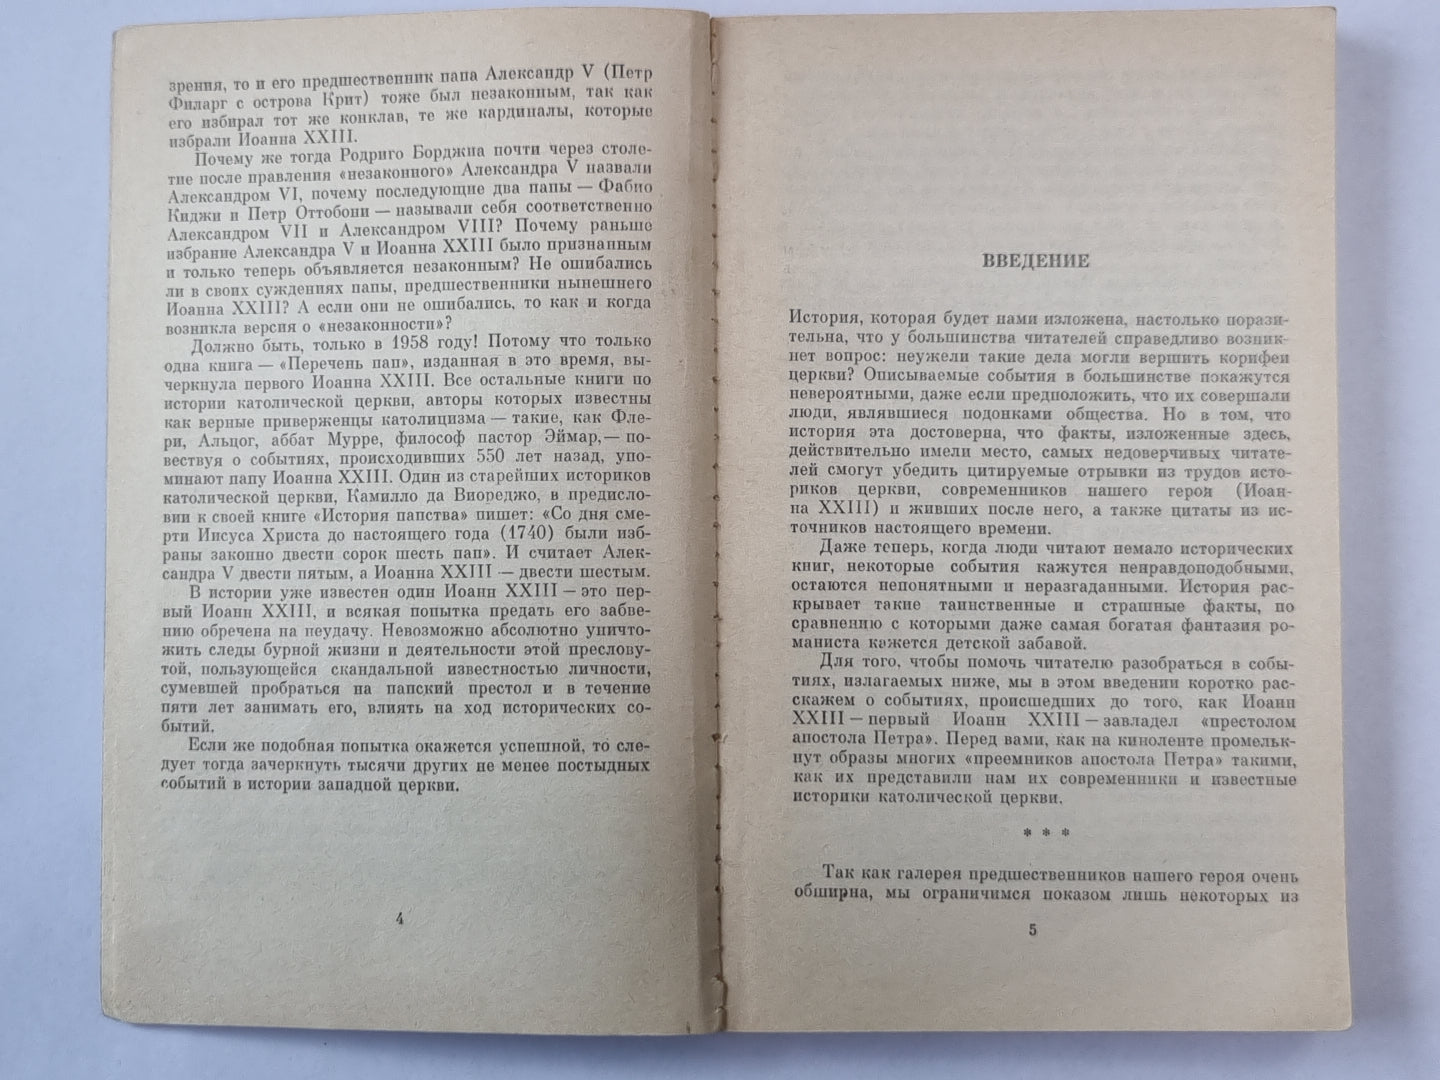 зрения, то и его предшественник папа Александр V (Петр
Филарг с острова Крит) тоже был незаконным, так как
его избирал тот же конклав, те же кардиналы, которые
избрали Иоанна XXIII.
Почему же тогда Родриго Борджиа почти через столе-
тие после правления «незаконного» Александра V назвали
Александром VI, почему последующие два папы — Фабио
Киджи и Петр Оттобони — называли себя соответственно
Александром VII и Александром VIII? Почему раньше
избрание Александра V и Иоанна XXIII было признанным
и только теперь объявляется незаконным? Не ошибались
ли в своих суждениях папы, предшественники нынешнего
Иоанна XXIII? А если они не ошибались, то как и когда
возникла версия о «незаконности»?
Должно быть, только в 1958 году! Потому что только
одна книга — «Перечень пап», изданная в это время, вы-
черкнула первого Иоанна XXIII. Все остальные книги по
истории католической церкви, авторы которых известны
как верные приверженцы католицизма — такие, как Фле-
ри, Альцог, аббат Мурре, философ пастор Эймар,— по-
вествуя о событиях, происходивших 550 лет назад, упо-
минают папу Иоанна XXIII. Один из старейших историков
католической церкви, Камилло да Виореджо, в предисло-
вии к своей книге «История папства» пишет: «Со дня сме-
рти Иисуса Христа до настоящего года (1740) были изб-
раны законно двести сорок шесть пап». И считает Алек-
сандра V двести пятым, а Иоанна XXIII — двести шестым.
В истории уже известен один Иоанн XXIII — это пер-
вый Иоанн XXIII, и всякая попытка предать его забве-
нию обречена на неудачу. Невозможно абсолютно уничто-
жить следы бурной жизни и деятельности этой пресловy-
той, пользующейся скандальной известностью личности,
сумевшей пробраться на папский престол и в течение
пяти лет занимать его, влиять на ход исторических со-
бытий.
Если же подобная попытка окажется успешной, то сле-
дует тогда зачеркнуть тысячи других не менее постыдных
событий в истории западной церкви.
4
ВВЕДЕНИЕ
История, которая будет нами изложена, настолько порази-
тельна, что у большинства читателей справедливо возник-
нет вопрос: неужели такие дела могли вершить корифеи
церкви? Описываемые события в большинстве покажутся
невероятными, даже если предположить, что их совершали
люди, являвшиеся подонками общества. Но в том, что
история эта достоверна, что факты, изложенные здесь,
действительно имели место, самых недоверчивых читате-
лей смогут убедить цитируемые отрывки из трудов исто-
риков церкви, современников нашего героя (Иоан-
на XXIII) и живших после него, а также цитаты из ис-
точников настоящего времени.
Даже теперь, когда люди читают немало исторических
книг, некоторые события кажутся неправдоподобными,
остаются непонятными и неразгаданными. История рас-
крывает такие таинственные и страшные факты, по
сравнению с которыми даже самая богатая фантазия ро-
маниста кажется детской забавой.
Для того, чтобы помочь читателю разобраться в собы-
тиях, излагаемых ниже, мы в этом введении коротко рас-
скажем о событиях, происшедших до того, как Иоанн
XXIII — первый Иоанн XXIII — завладел «престолом
апостола Петра». Перед вами, как на киноленте промельк-
нут образы многих «преемников апостола Петра» такими,
как их представили нам их современники и известные
историки католической церкви.
* * *
Так как галерея предшественников нашего героя очень
обширна, мы ограничимся показом лишь некоторых из
5